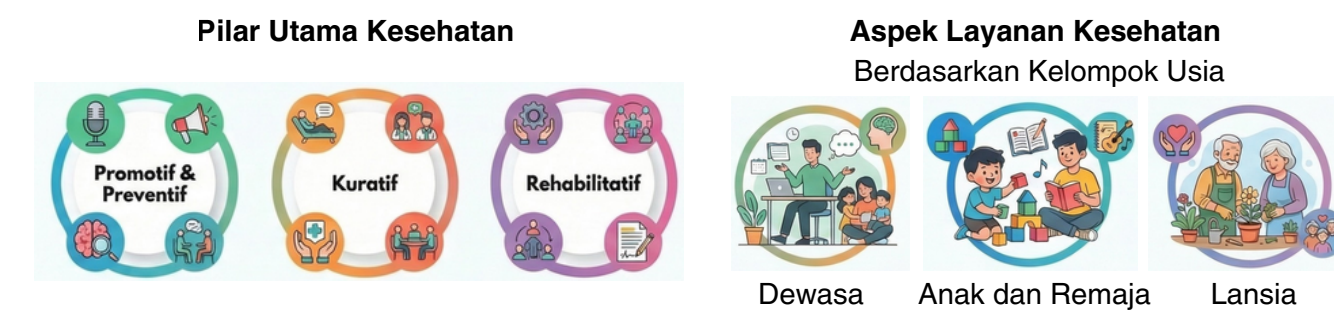 Pilar Utama Kesehatan
Promotif &
Preventif
Kuratif
Rehabilitatif
Aspek Layanan Kesehatan
Berdasarkan Kelompok Usia
Dewasa
Anak dan Remaja
Lansia